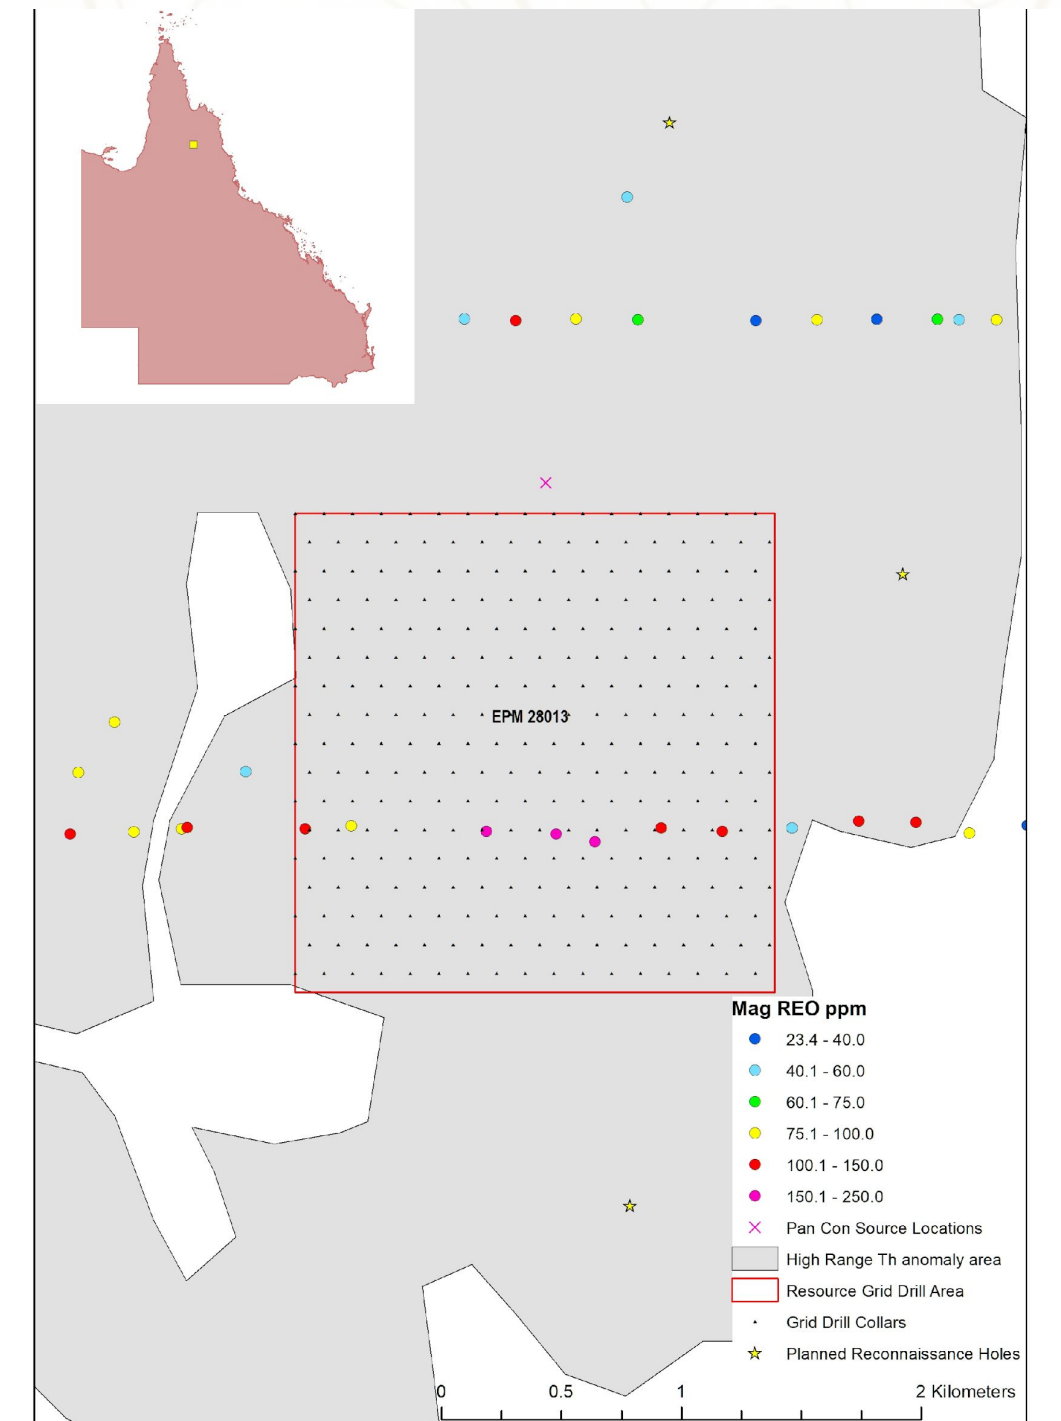 EPM 28013
Mag REO ppm
23.4 - 40.0
40.1 - 60.0
60.1 - 75.0
75.1 - 100.0
100.1 - 150.0
150.1 - 250.0
Pan Con Source Locations
High Range Th anomaly area
Resource Grid Drill Area
Grid Drill Collars
Planned Reconnaissance Holes
0 0.5 1 2 Kilometers